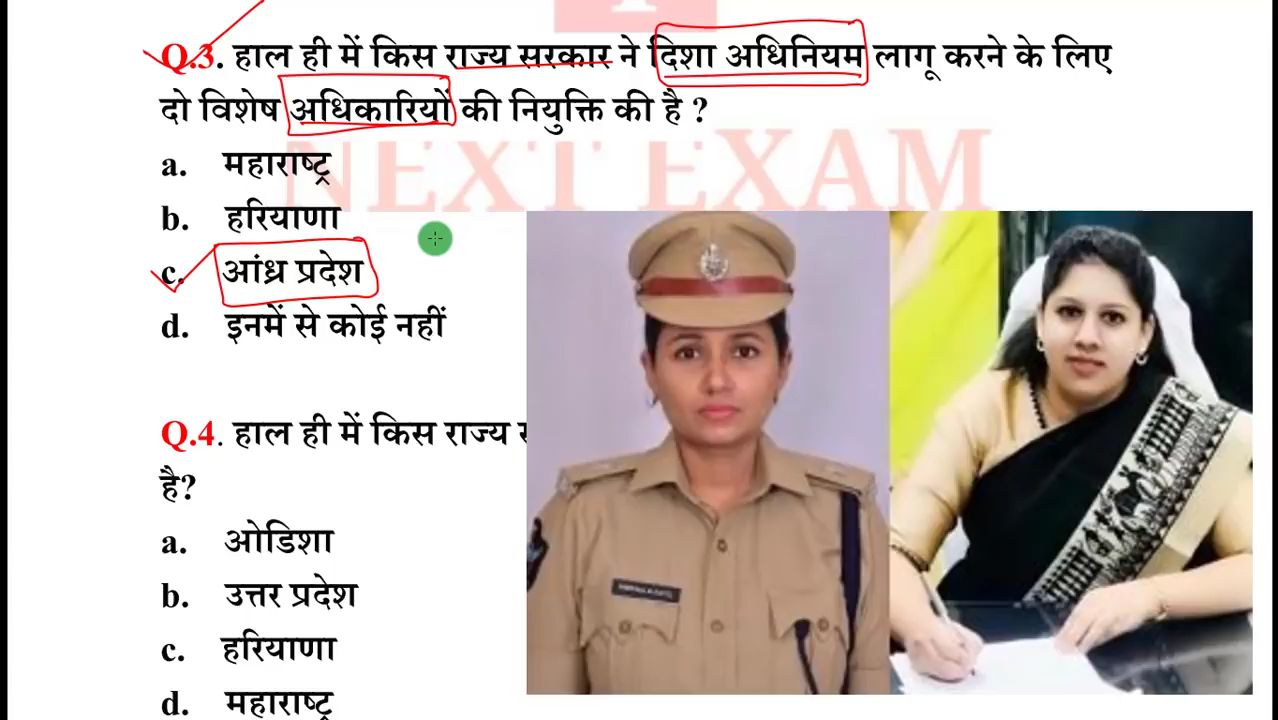 Q.3. हाल ही में किस राज्य सरकार ने दिशा अधिनियम लागू करने के लिए
दो विशेष अधिकारियों की नियुक्ति की है ?
NEXT EXAM
a. महाराष्ट्र
b. हरियाणा
c. आंध्र प्रदेश
d. इनमें से कोई नहीं
Q.4. हाल ही में किस राज्य
है?
a. ओडिशा
b. उत्तर प्रदेश
c. हरियाणा
d. महाराष्ट्र